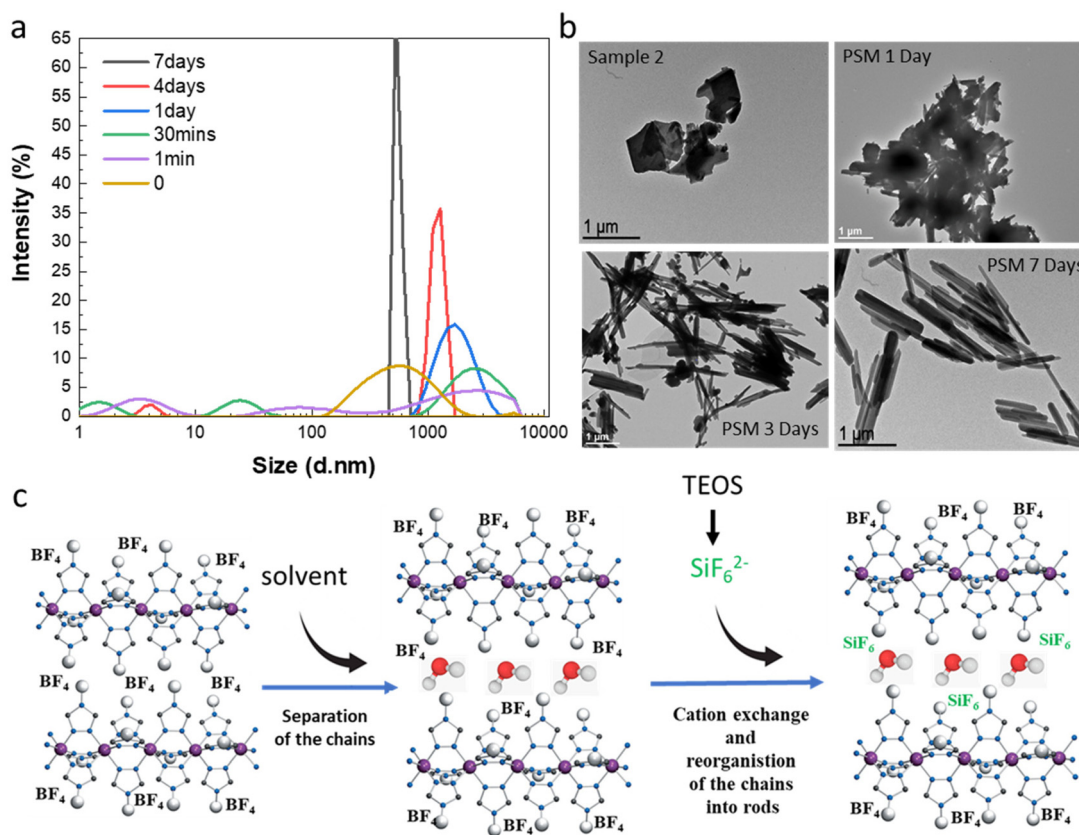 a
65
60
55
50
45
40
35
30
25
20
15
10
5
0
Intensity (%)
7days
4days
1day
30mins
1min
0
1
10
100
1000
10000
Size (d.nm)
b
Sample 2
1 μm
PSM 1 Day
1 μm
PSM 3 Days
1 μm
PSM 7 Days
1 μm
c
BF4
BF4
BF4
BF4
BF4
BF4
BF4
BF4
solvent
Separation
of the chains
BF4
BF4
BF4
BF4
BF4
BF4
BF4
BF4
TEOS
SiF6 2-
Cation exchange
and
reorganistion
of the chains
into rods
BF4
BF4
BF4
SiF6
SiF6
SiF6
BF4
BF4
BF4